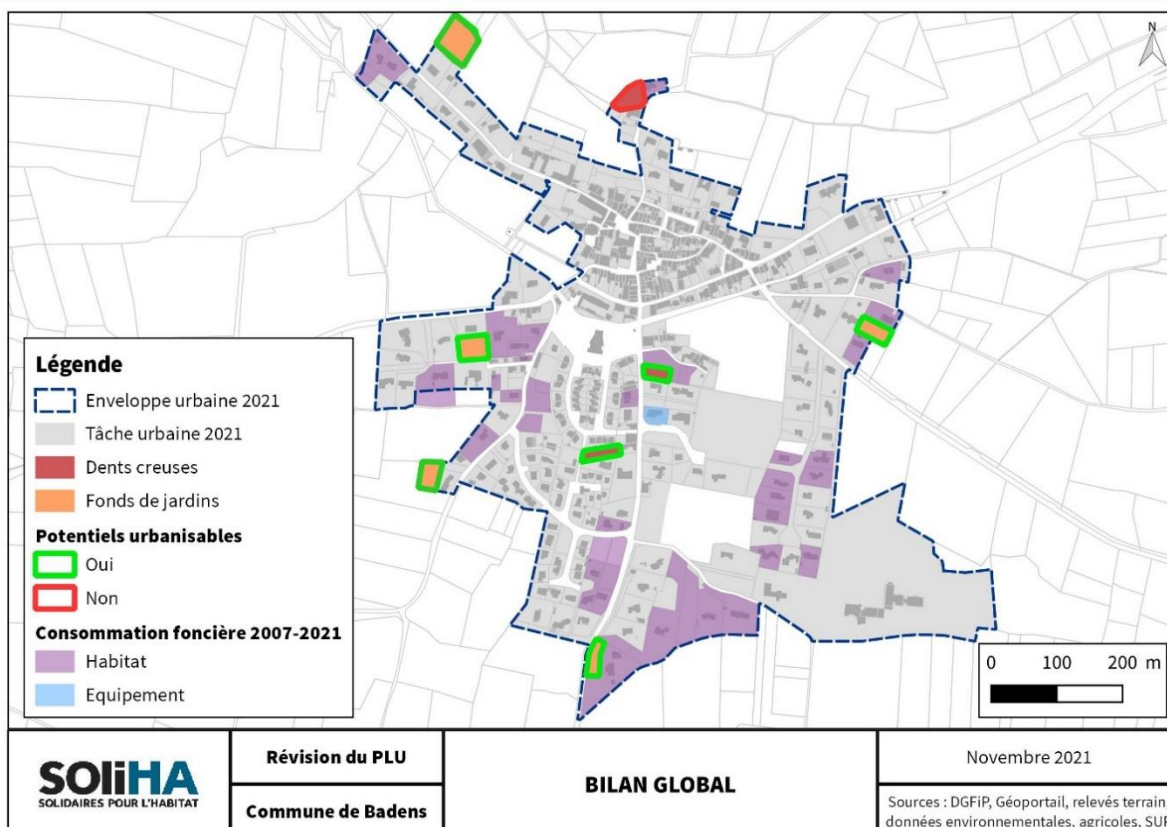 N
Légende
Enveloppe urbaine 2021
Tâche urbaine 2021
Dents creuses
Fonds de jardins
Potentiels urbanisables
Oui
Non
Consommation foncière 2007-2021
Habitat
Equipement
0 100 200 m
SOliHA
SOLIDAIRES POUR L'HABITAT
Révision du PLU
Commune de Badens
BILAN GLOBAL
Novembre 2021
Sources : DGFiP, Géoportail, relevés terrain,
données environnementales, agricoles, SUP